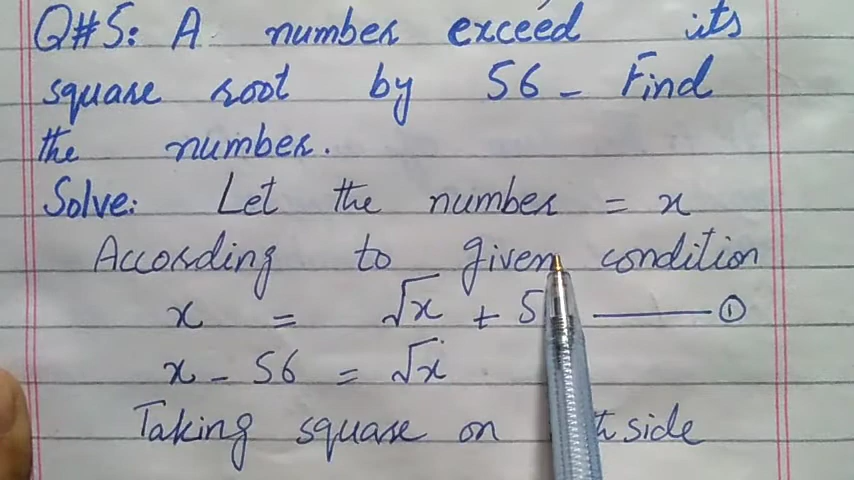 Q#5: A number exceed its
square root by 56 - Find
the number.
Solve: Let the number = x
According to given condition
x = √x + 5 ——— ①
x - 56 = √x
Taking square on side